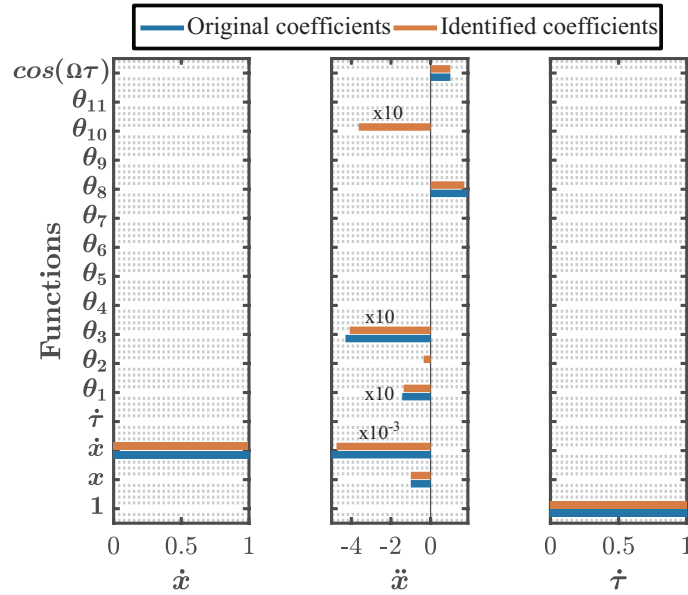 Original coefficients Identified coefficients
Functions
cos(Ωτ)
θ11
θ10
θ9
θ8
θ7
θ6
θ5
θ4
θ3
θ2
θ1
τ̇
ẋ
x
1
x10
x10
x10
x10-3
0 0.5 1
-4 -2 0
0 0.5 1
ẋ ẍ τ̇